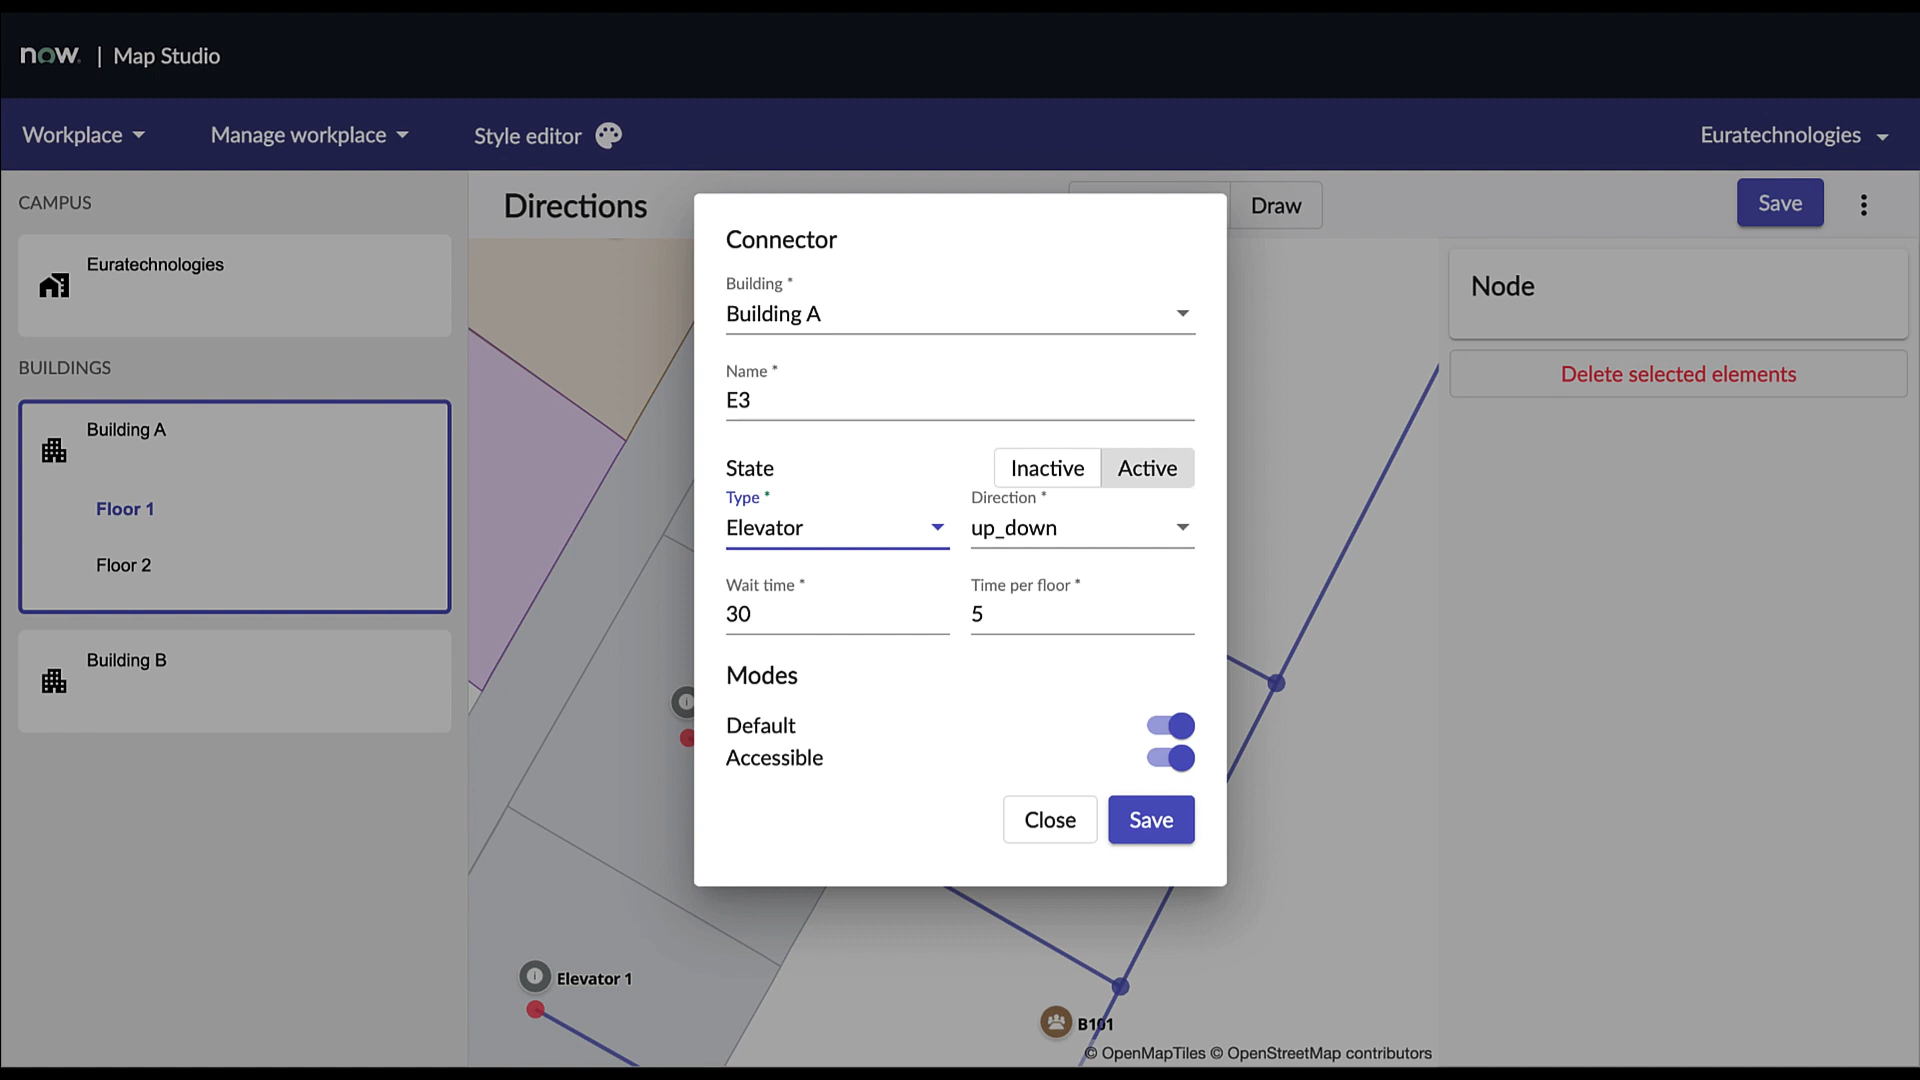 now. | Map Studio
Workplace
Manage workplace
Style editor
Euratechnologies
CAMPUS
Euratechnologies
BUILDINGS
Building A
Floor 1
Floor 2
Building B
Directions
Draw
Save
Node
Delete selected elements
Connector
Building *
Building A
Name *
E3
State
Inactive
Active
Type *
Direction *
Elevator
up_down
Wait time *
Time per floor *
30
5
Modes
Default
Accessible
Close
Save
Elevator 1
B101
© OpenMapTiles © OpenStreetMap contributors